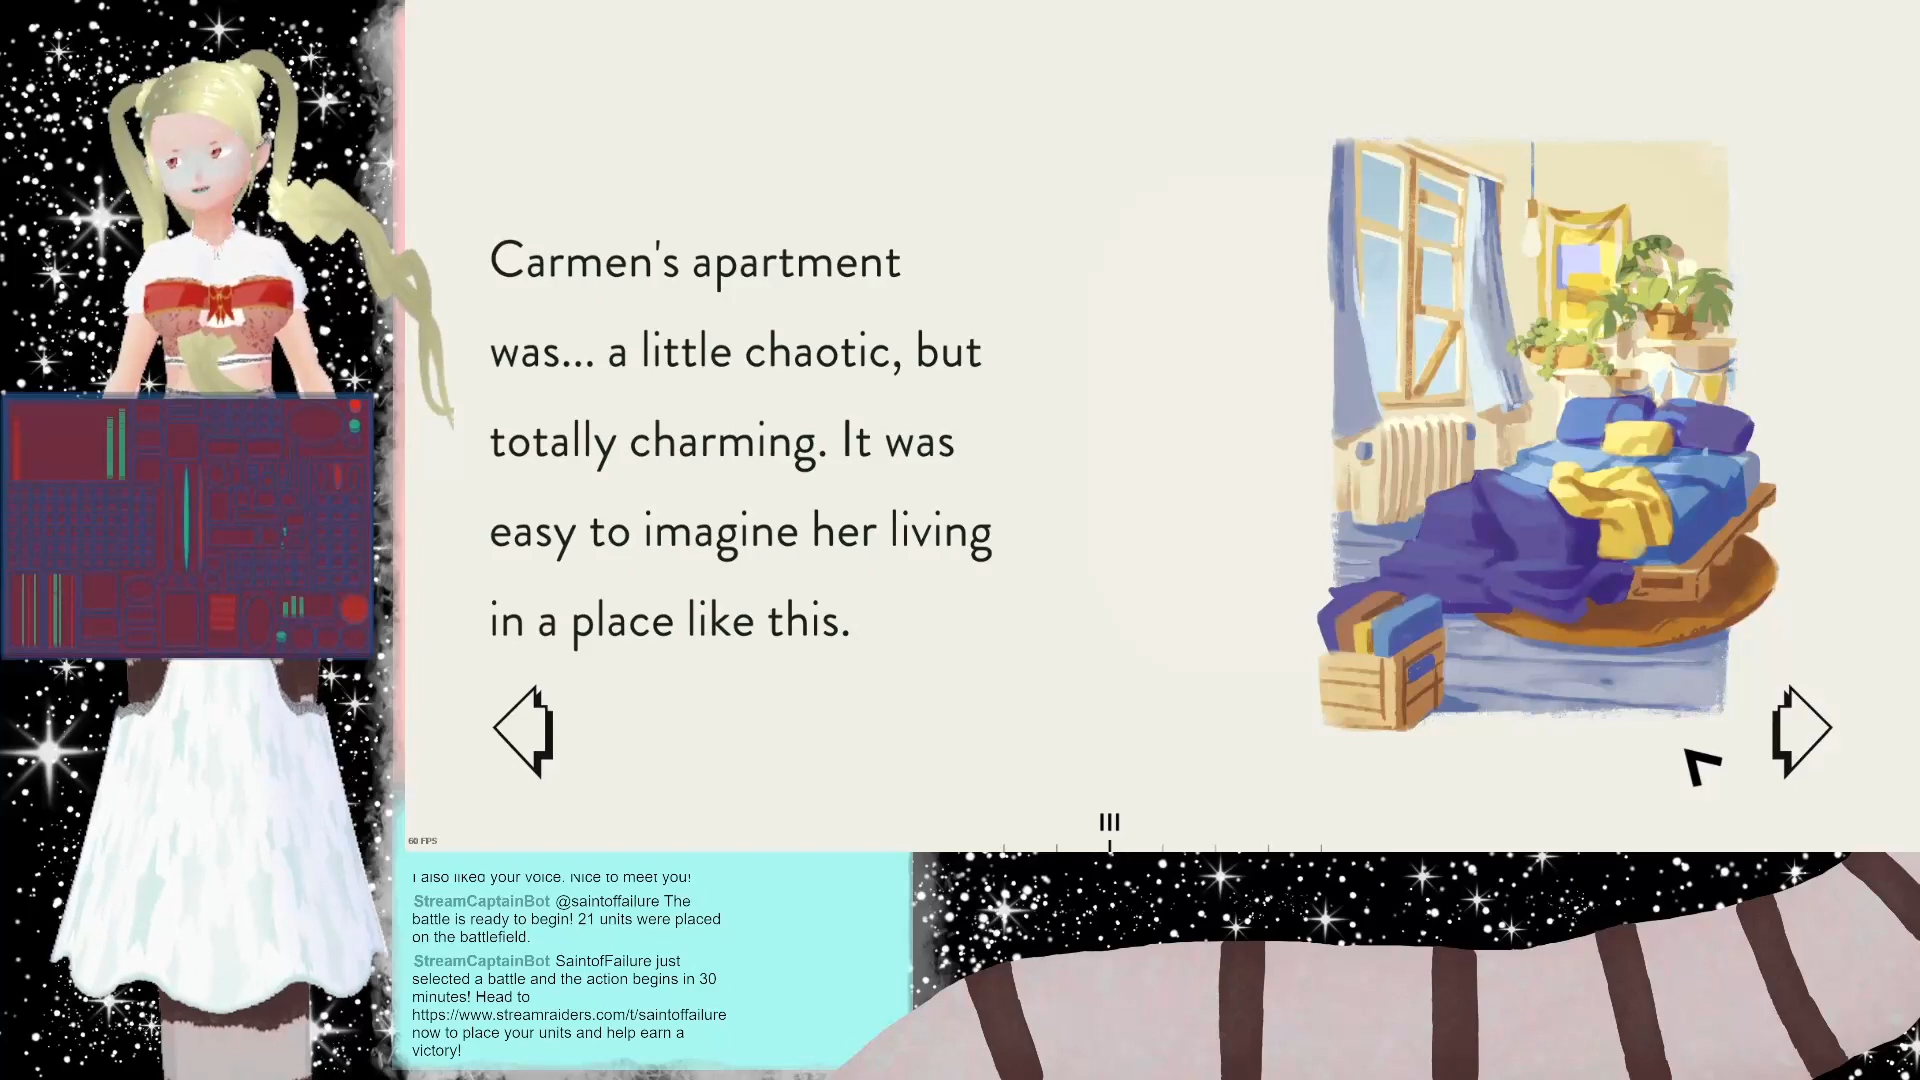 Carmen's apartment
was... a little chaotic, but
totally charming. It was
easy to imagine her living
in a place like this.
III
60 FPS
I also liked your voice. Nice to meet you!
StreamCaptainBot @saintoffailure The
battle is ready to begin! 21 units were placed
on the battlefield.
StreamCaptainBot SaintofFailure just
selected a battle and the action begins in 30
minutes! Head to
https://www.streamraiders.com/t/saintoffailure
now to place your units and help earn a
victory!